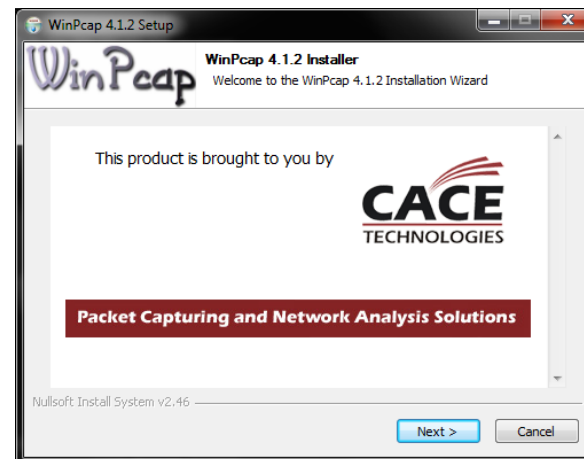 WinPcap 4.1.2 Setup
WinPcap
WinPcap 4.1.2 Installer
Welcome to the WinPcap 4.1.2 Installation Wizard
This product is brought to you by
CACE
TECHNOLOGIES
Packet Capturing and Network Analysis Solutions
Nullsoft Install System v2.46
Next >
Cancel